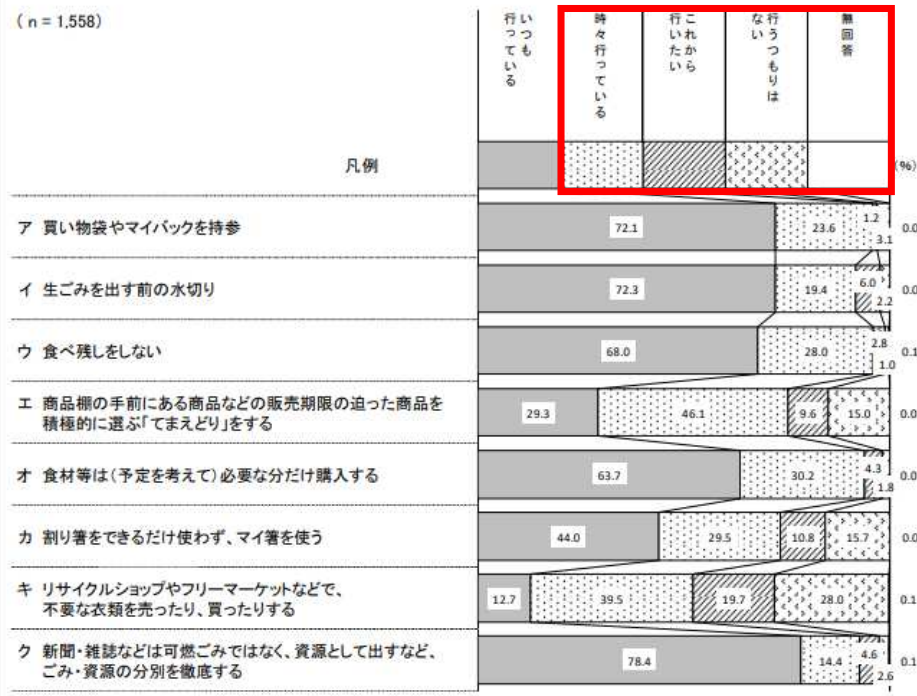 ( n = 1,558)
いつも
行っている
時々行っている
これから
行いたい
行うつもりは
ない
無回答
凡例
(%)
ア 買い物袋やマイバックを持参
72.1 23.6 1.2 3.1 0.0
イ 生ごみを出す前の水切り
72.3 19.4 6.0 2.2 0.0
ウ 食べ残しをしない
68.0 28.0 2.8 1.0 0.1
エ 商品棚の手前にある商品などの販売期限の迫った商品を
積極的に選ぶ「てまえどり」をする
29.3 46.1 9.6 15.0 0.0
オ 食材等は(予定を考えて)必要な分だけ購入する
63.7 30.2 4.3 1.8 0.0
カ 割り箸をできるだけ使わず、マイ箸を使う
44.0 29.5 10.8 15.7 0.0
キ リサイクルショップやフリーマーケットなどで、
不要な衣類を売ったり、買ったりする
12.7 39.5 19.7 28.0 0.1
ク 新聞・雑誌などは可燃ごみではなく、資源として出すなど、
ごみ・資源の分別を徹底する
78.4 14.4 4.6 2.6 0.1